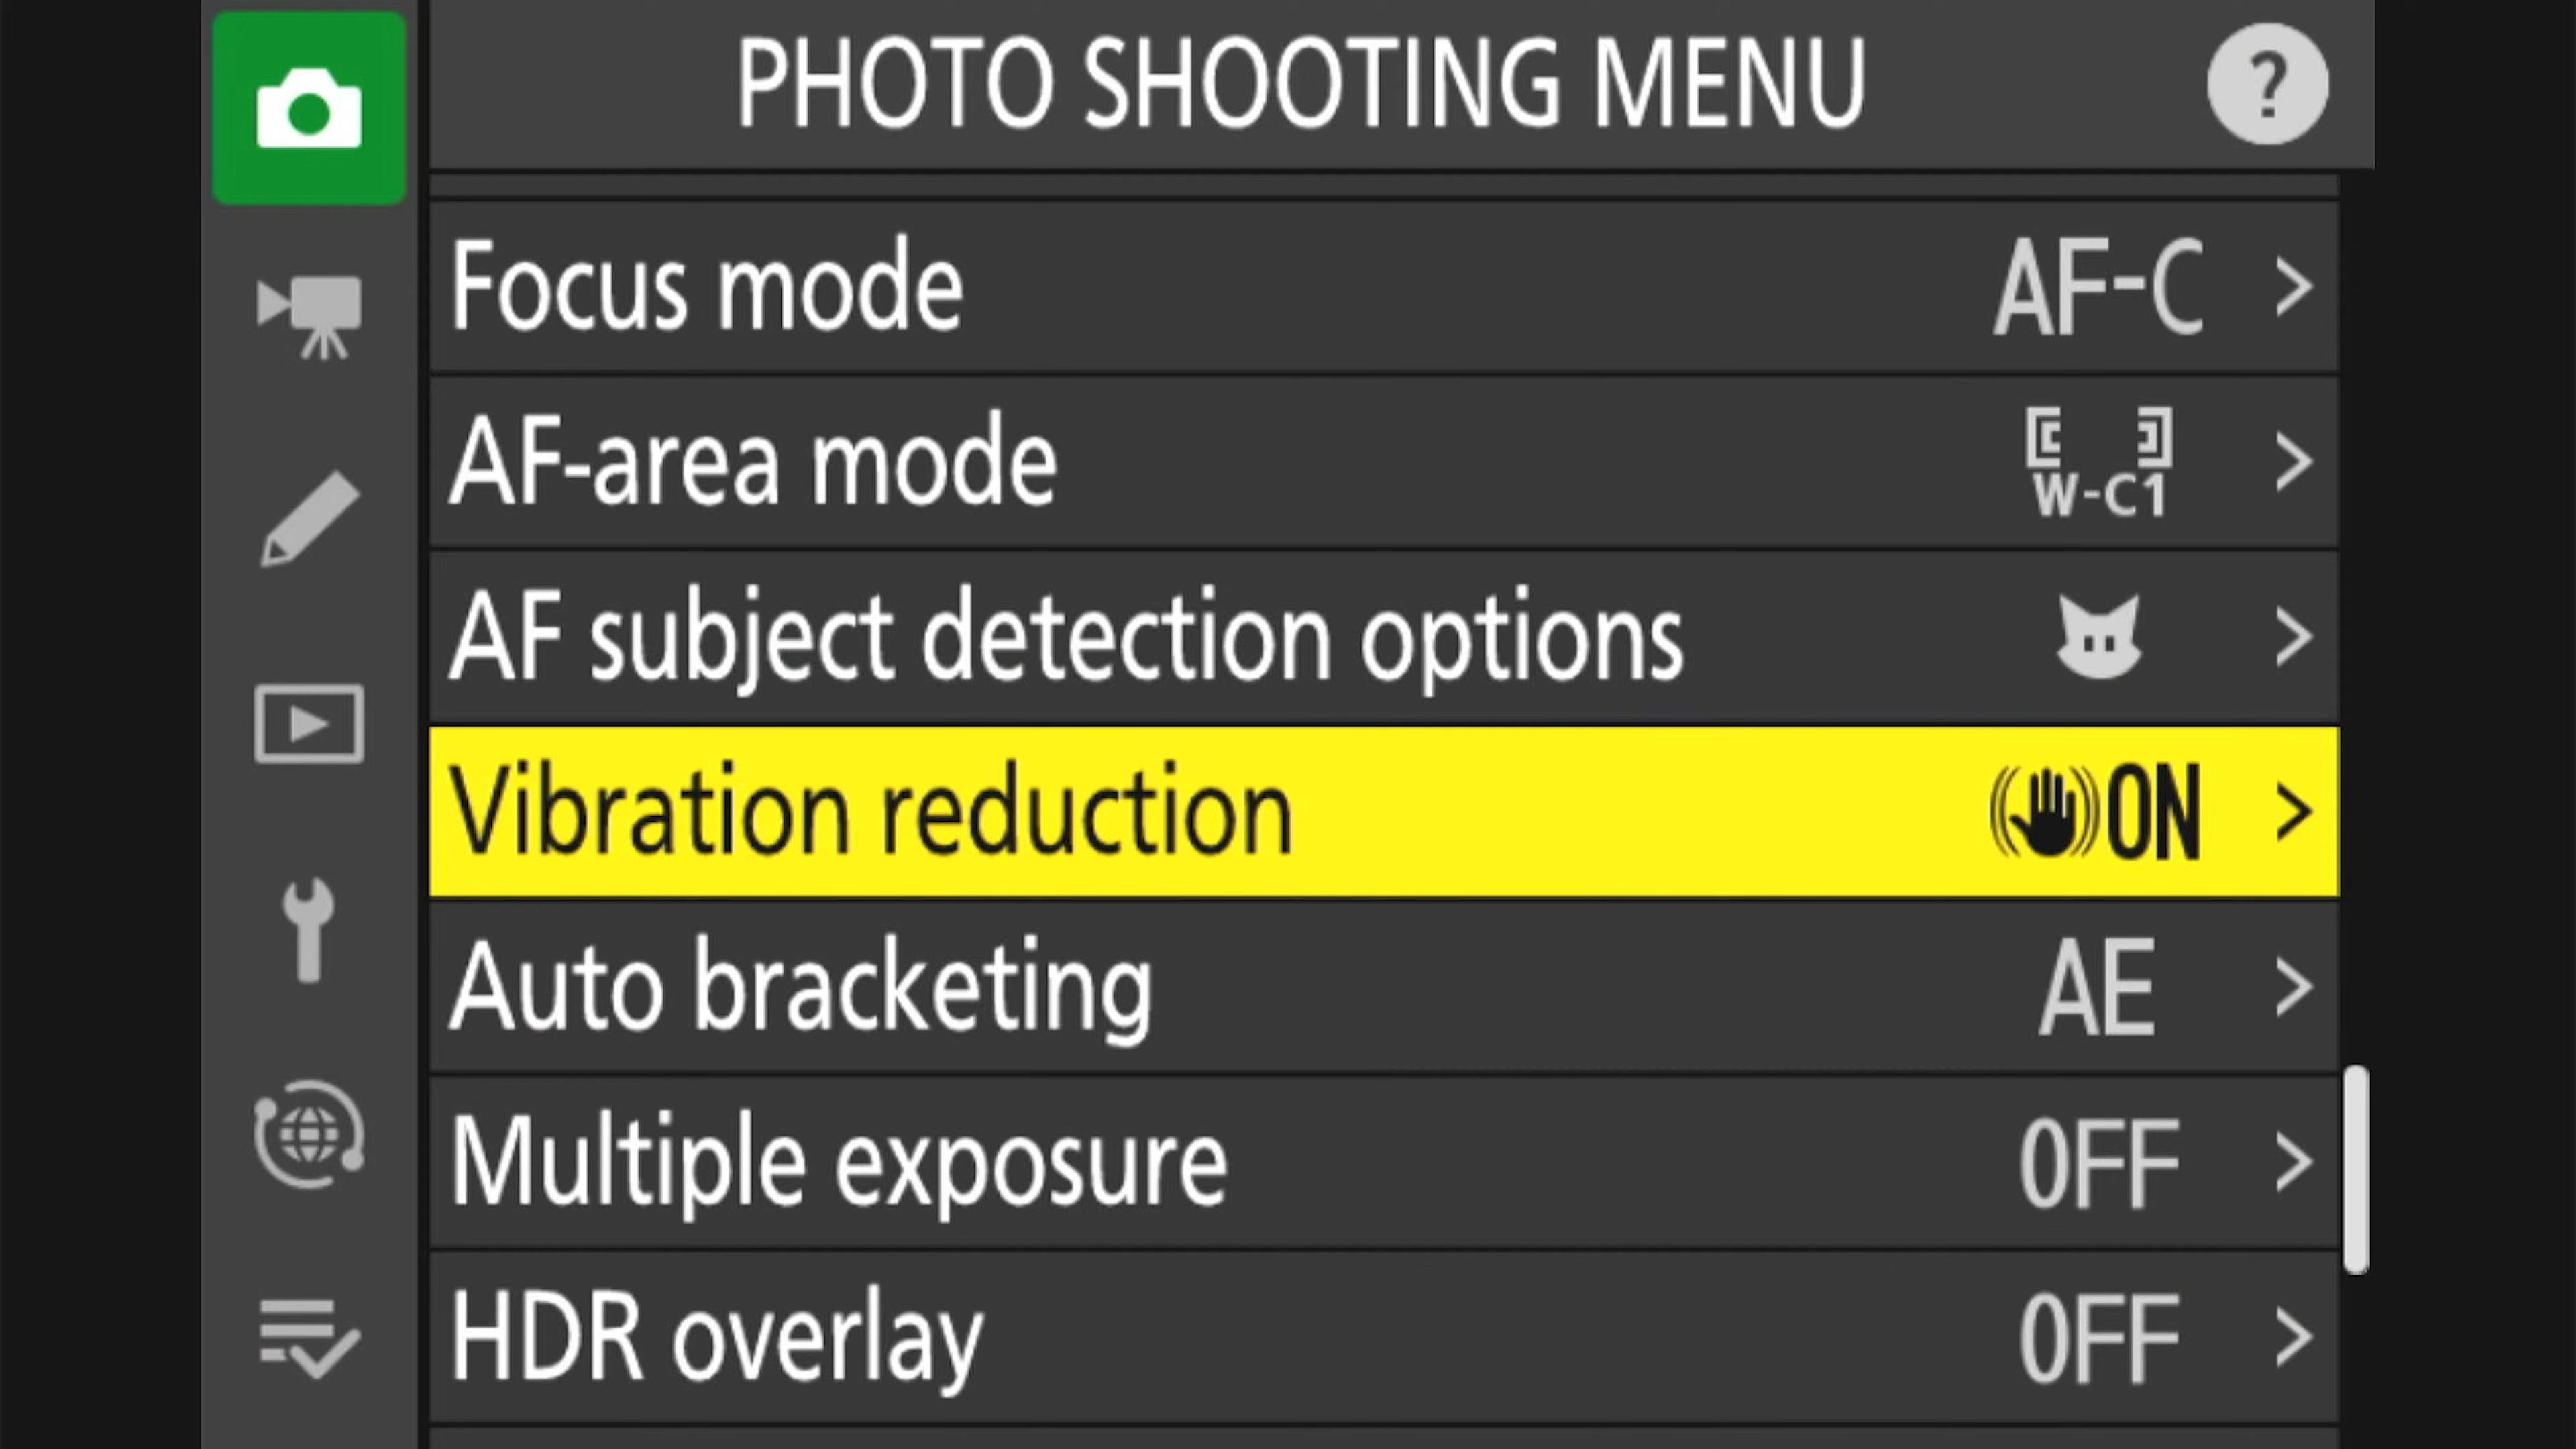 PHOTO SHOOTING MENU ?
Focus mode AF-C >
AF-area mode W-C1 >
AF subject detection options >
Vibration reduction ON >
Auto bracketing AE >
Multiple exposure OFF >
HDR overlay OFF >